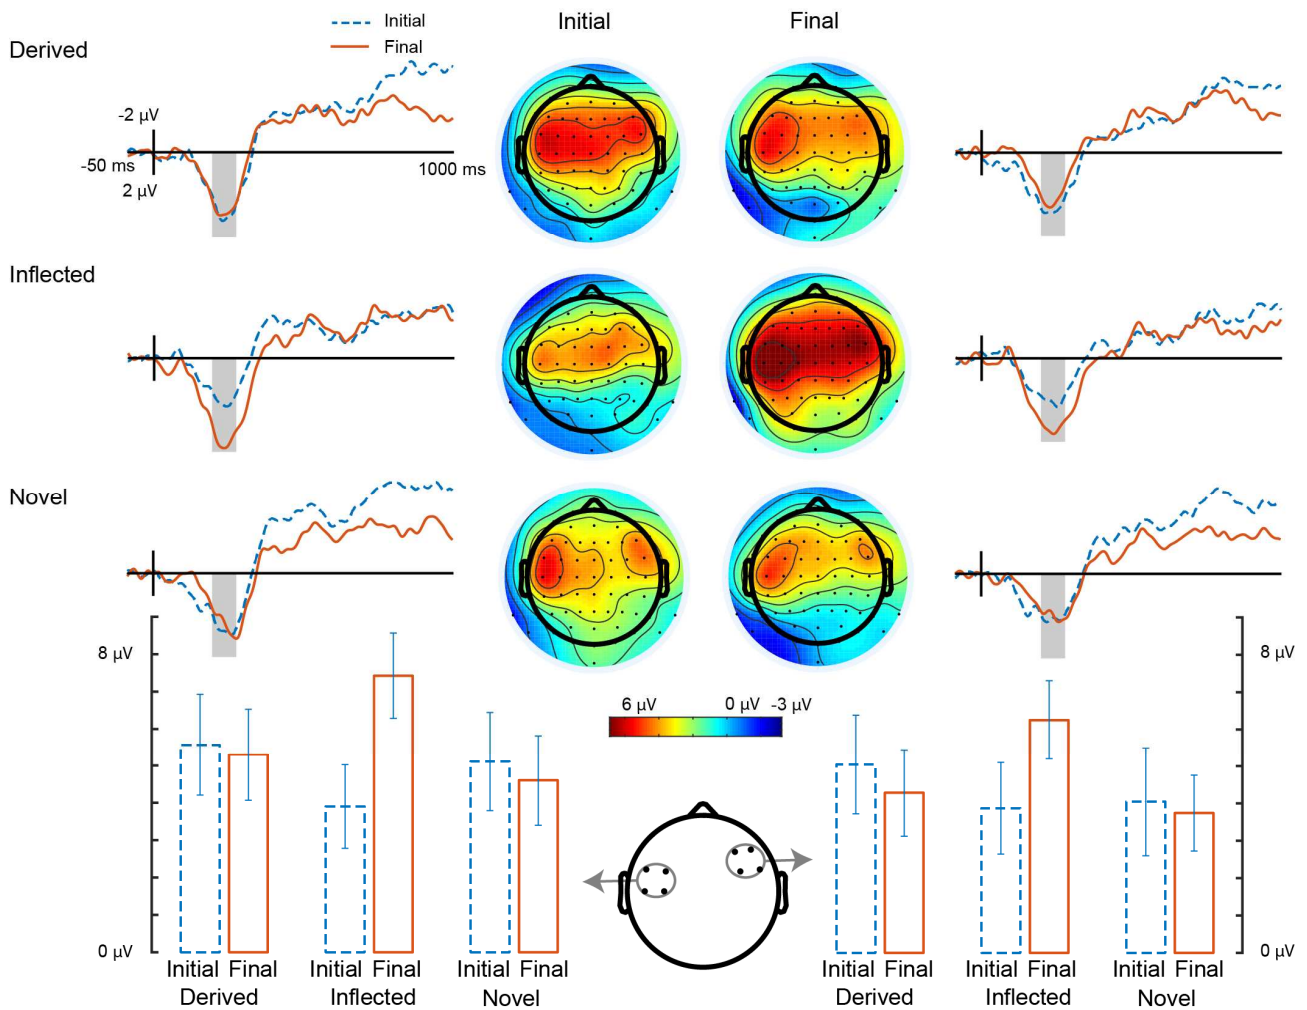 Initial
Final
Initial
Final
Derived
-2 µV
-50 ms
1000 ms
2 µV
Inflected
Novel
8 µV
8 µV
6 µV
0 µV
-3 µV
0 µV
0 µV
Initial Final
Initial Final
Initial Final
Initial Final
Initial Final
Initial Final
Derived
Inflected
Novel
Derived
Inflected
Novel